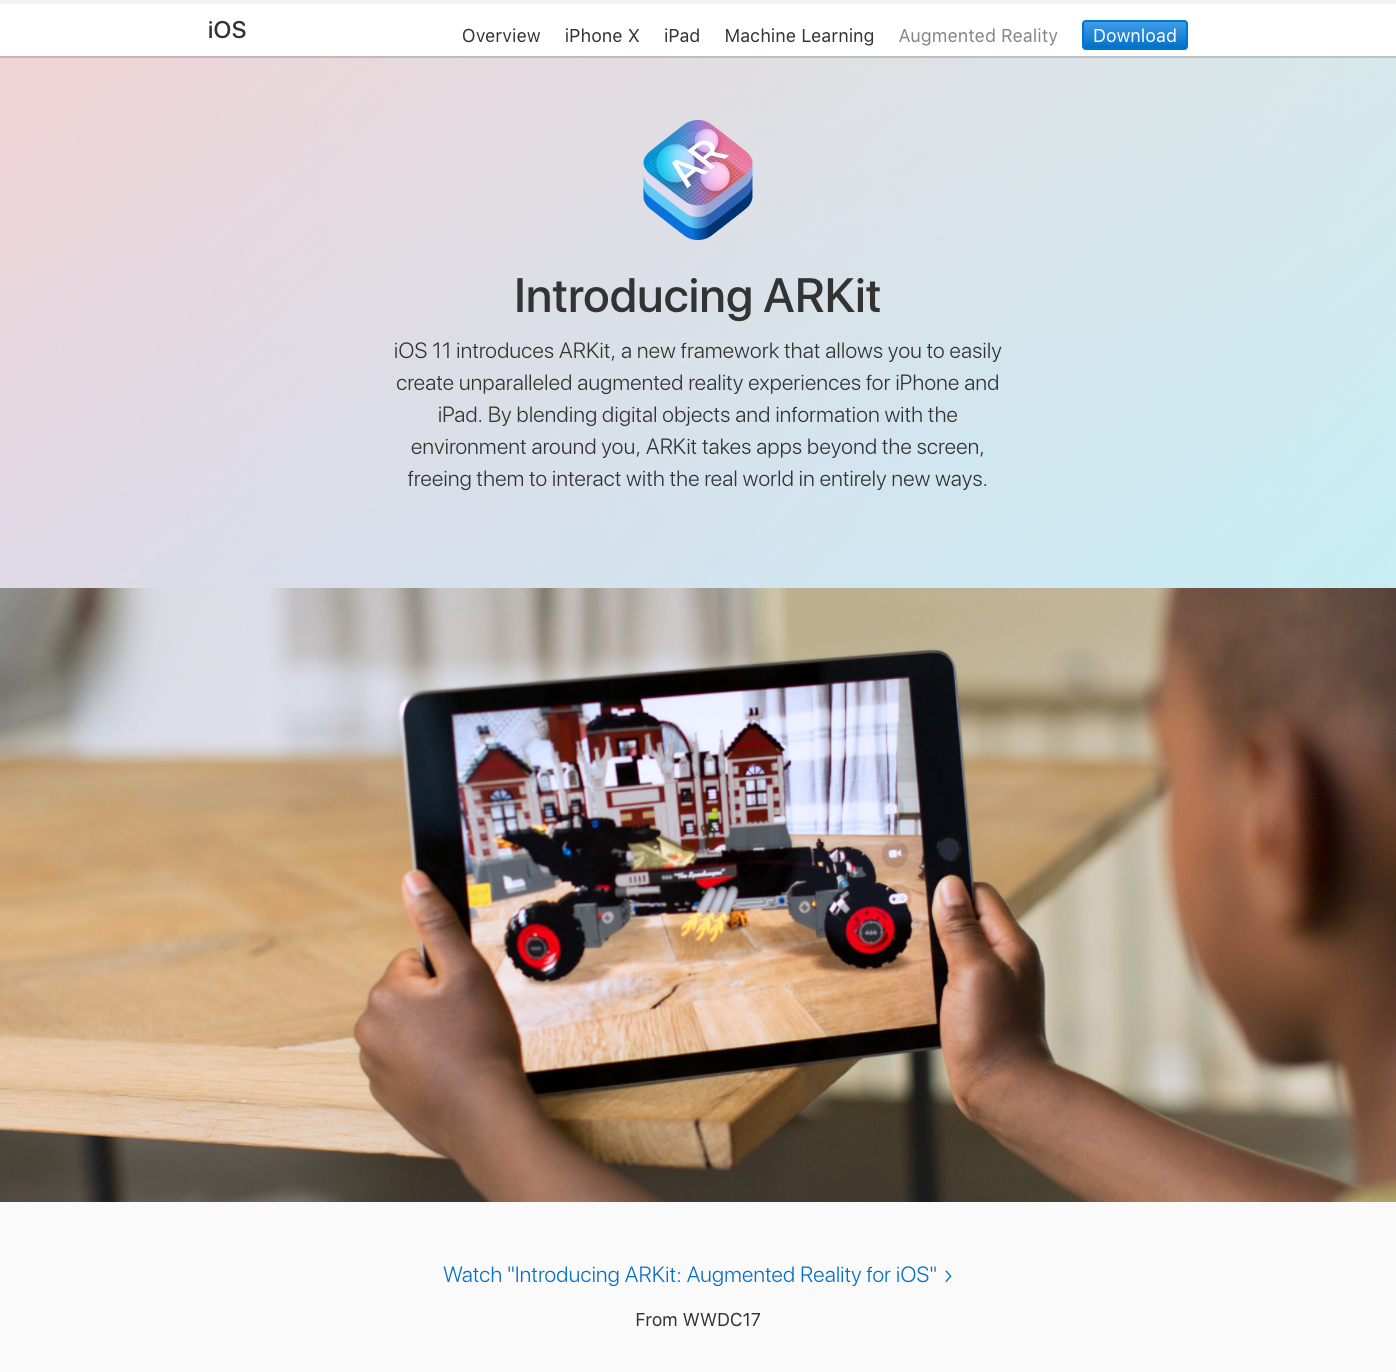 iOS
Overview iPhone X iPad Machine Learning Augmented Reality Download
AR
Introducing ARKit
iOS 11 introduces ARKit, a new framework that allows you to easily
create unparalleled augmented reality experiences for iPhone and
iPad. By blending digital objects and information with the
environment around you, ARKit takes apps beyond the screen,
freeing them to interact with the real world in entirely new ways.
Watch "Introducing ARKit: Augmented Reality for iOS" ›
From WWDC17